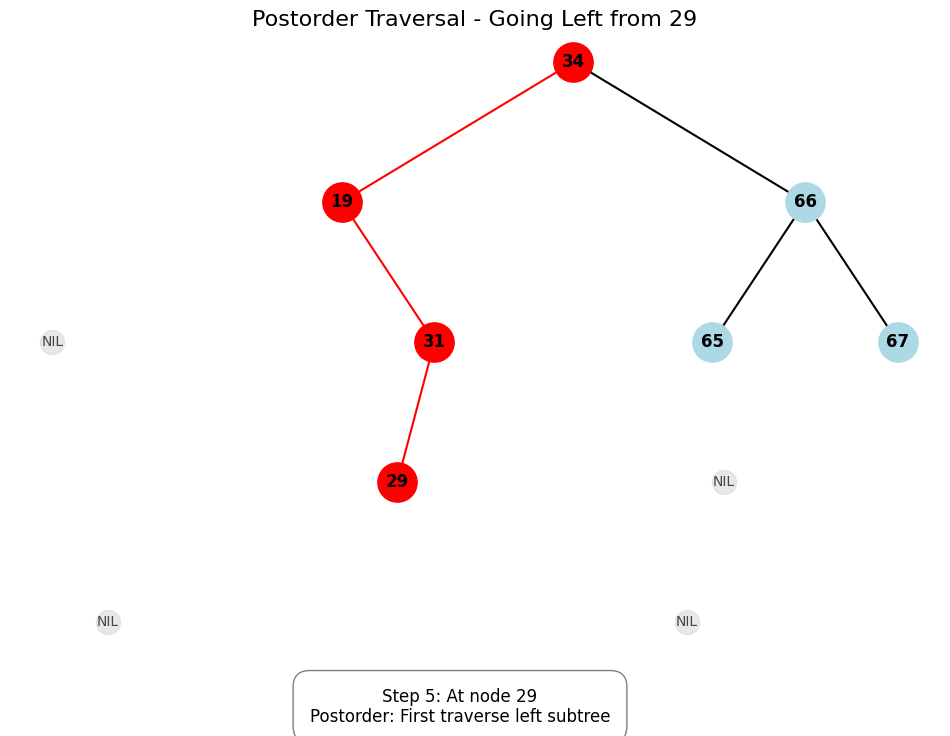 Postorder Traversal - Going Left from 29
34
19
66
NIL
31
65
67
29
NIL
NIL
NIL
Step 5: At node 29
Postorder: First traverse left subtree